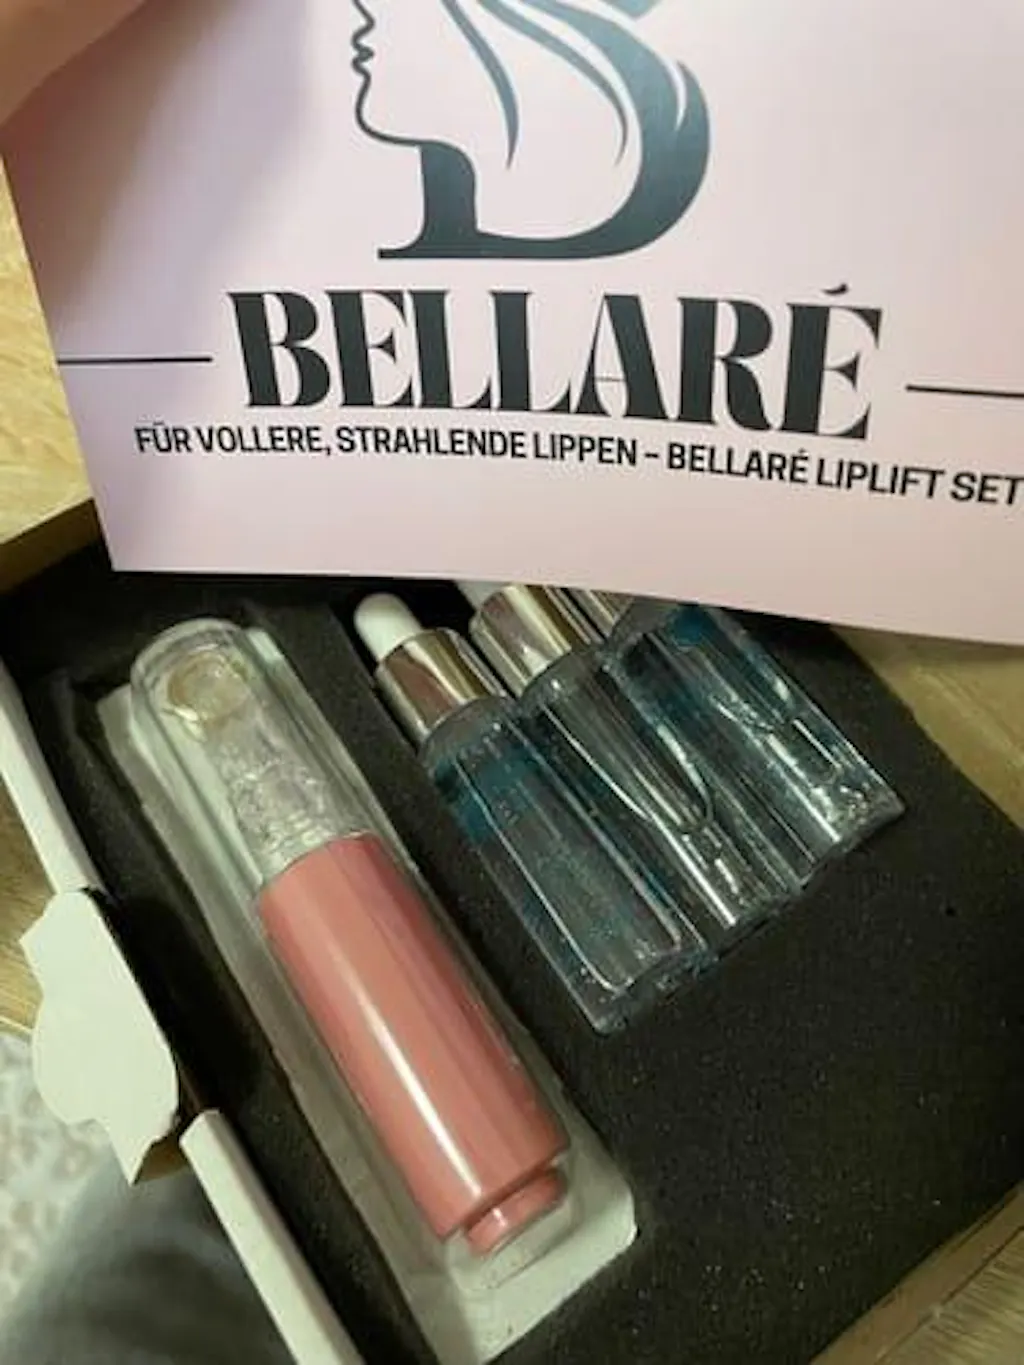 BELLARÉ
FÜR VOLLERE, STRAHLENDE LIPPEN – BELLARÉ LIPLIFT SET